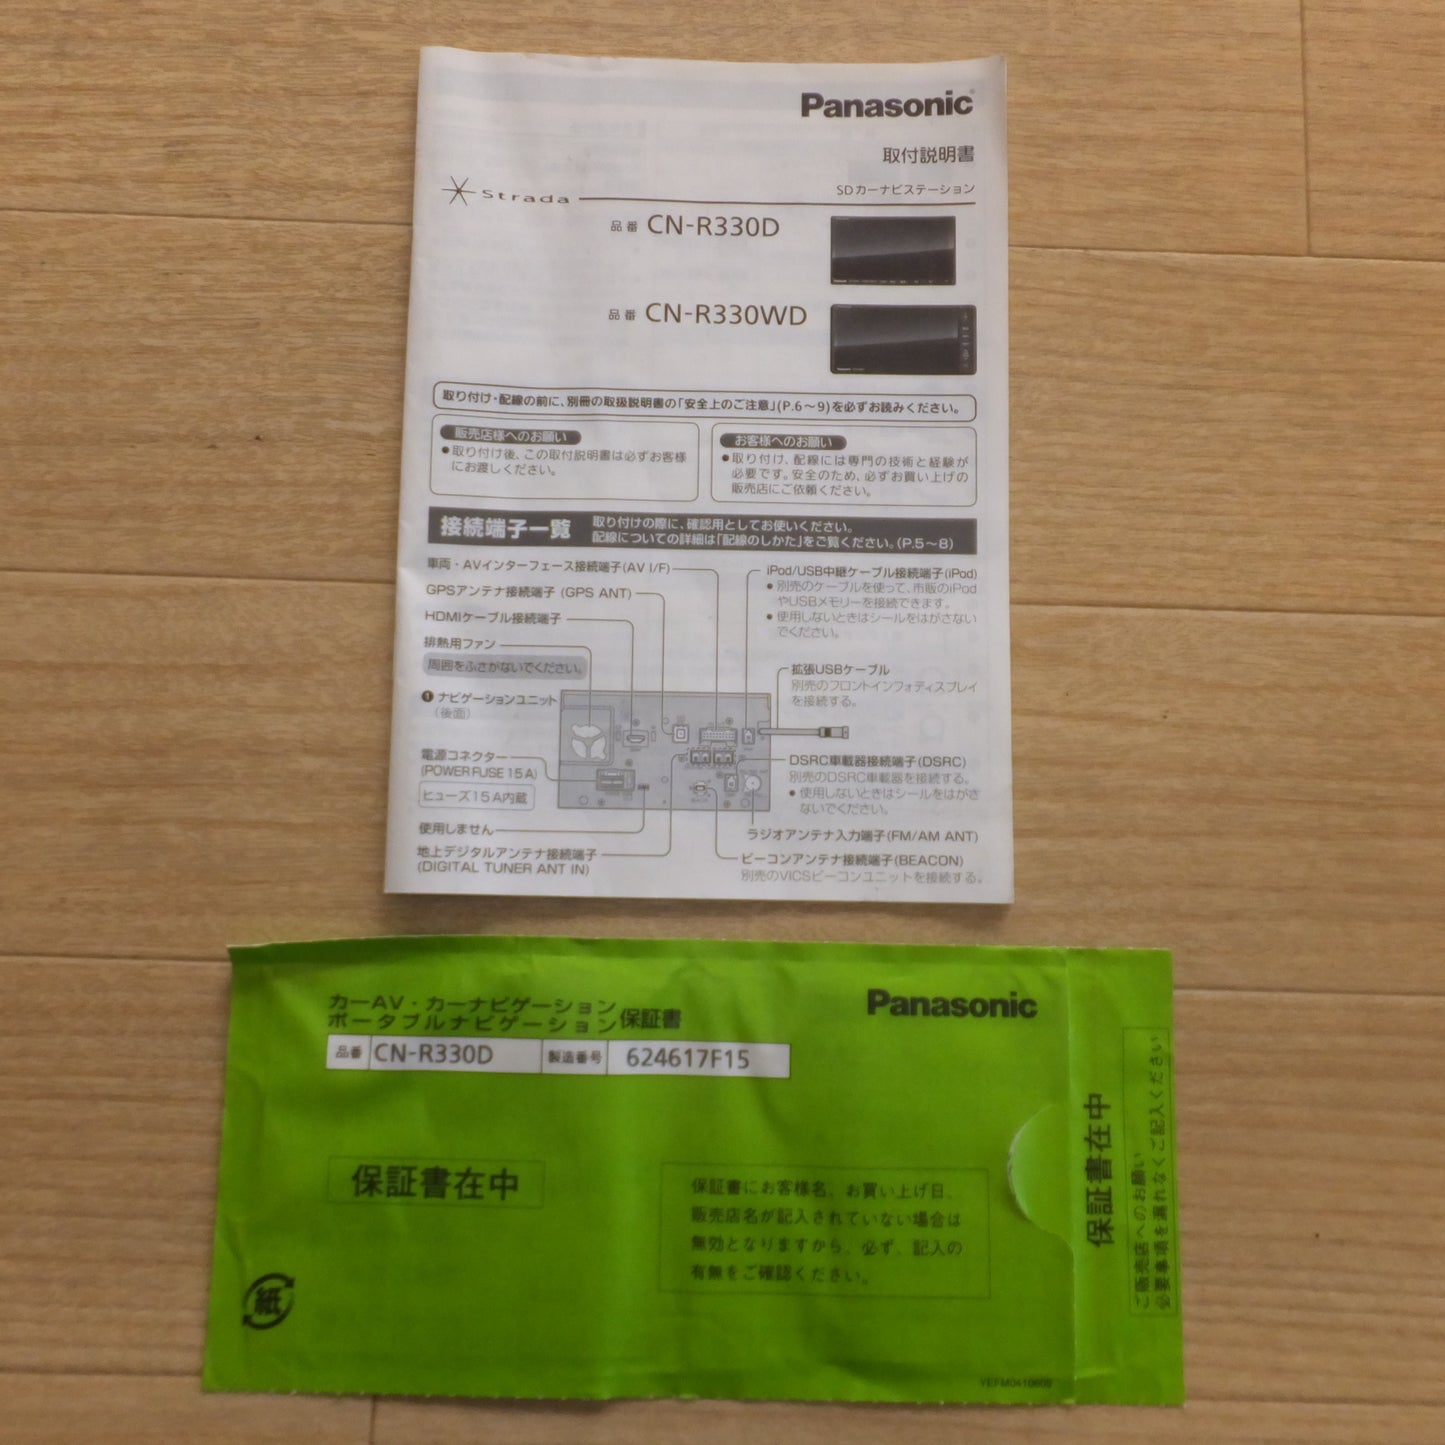 Panasonic
取付説明書
Strada
SDカーナビステーション
品番 CN-R330D
品番 CN-R330WD
取り付け・配線の前に、別冊の取扱説明書の「安全上のご注意」(P.6〜9)を必ずお読みください。
販売店様へのお願い
●取り付け後、この取付説明書は必ずお客様
にお渡しください。
お客様へのお願い
●取り付け、配線には専門の技術と経験が
必要です。安全のため、必ずお買い上げの
販売店にご依頼ください。
接続端子一覧
取り付けの際に、確認用としてお使いください。
配線についての詳細は「配線のしかた」をご覧ください。(P.5〜8)
車両・AVインターフェース接続端子(AV I/F)
GPSアンテナ接続端子 (GPS ANT)
HDMIケーブル接続端子
排熱用ファン
周囲をふさがないでください。
❶ ナビゲーションユニット
(後面)
電源コネクター
(POWER FUSE 15 A)
ヒューズ15 A内蔵
使用しません
地上デジタルアンテナ接続端子
(DIGITAL TUNER ANT IN)
iPod/USB中継ケーブル接続端子(iPod)
● 別売のケーブルを使って、市販のiPod
やUSBメモリーを接続できます。
● 使用しないときはシールをはがさない
でください。
拡張USBケーブル
別売のフロントインフォディスプレイ
を接続する。
DSRC車載器接続端子(DSRC)
別売のDSRC車載器を接続する。
● 使用しないときはシールをはがさ
ないでください。
ラジオアンテナ入力端子(FM/AM ANT)
ビーコンアンテナ接続端子(BEACON)
別売のVICSビーコンユニットを接続する。
カーAV・カーナビゲーション
ポータブルナビゲーション 保証書
Panasonic
品番 CN-R330D 製造番号 624617F15
保証書在中
保証書にお客様名、お買い上げ日、
販売店名が記入されていない場合は
無効となりますから、必ず、記入の
有無をご確認ください。
紙
YEFM0410609
保証書在中
ご販売店へのお願い
必要事項を漏れなくご記入ください